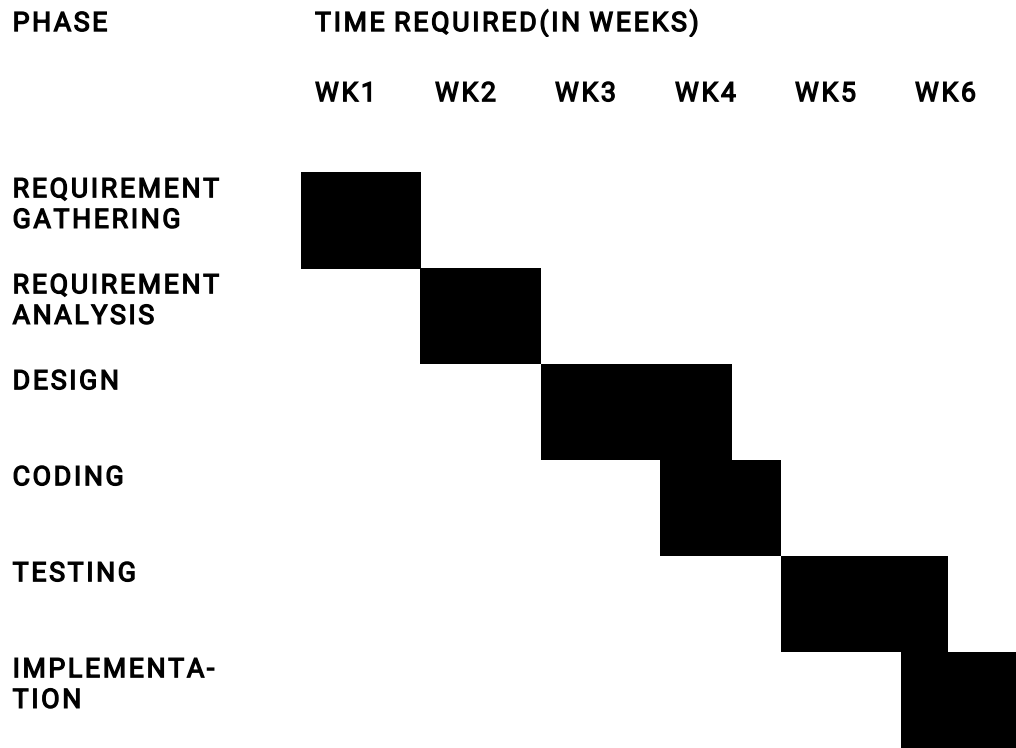 PHASE TIME REQUIRED(IN WEEKS)
WK1 WK2 WK3 WK4 WK5 WK6
REQUIREMENT
GATHERING
REQUIREMENT
ANALYSIS
DESIGN
CODING
TESTING
IMPLEMENTA-
TION